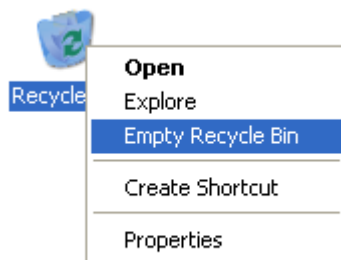 Recycle
Open
Explore
Empty Recycle Bin
Create Shortcut
Properties